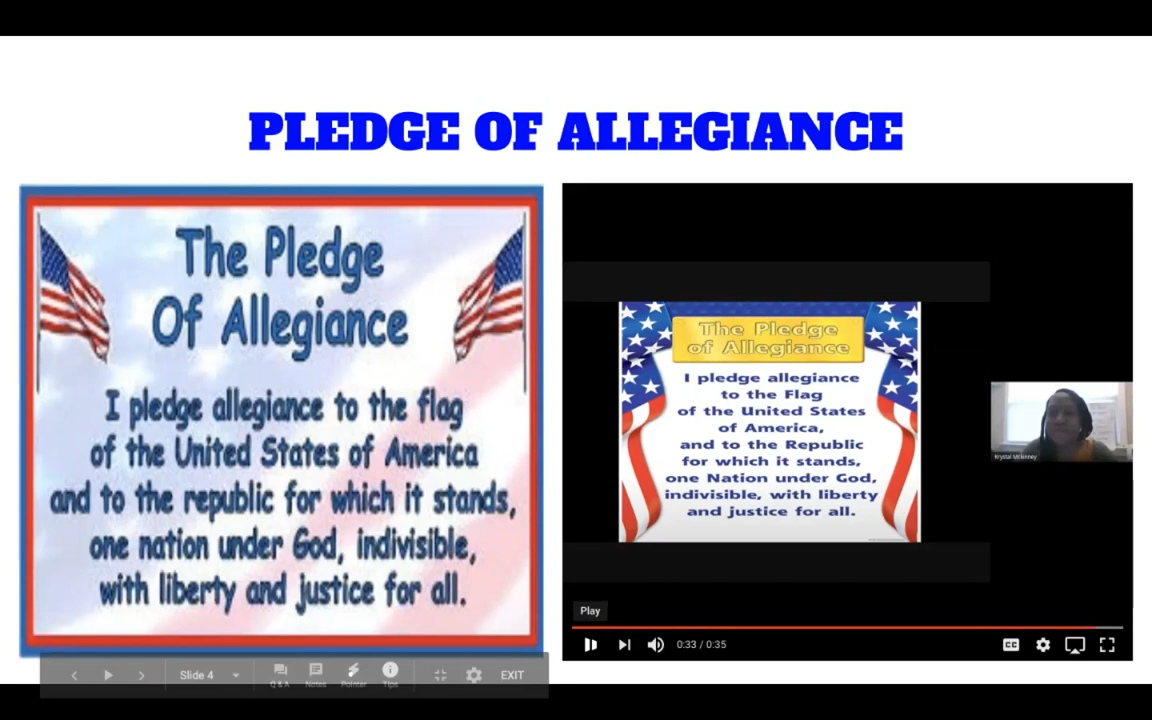 PLEDGE OF ALLEGIANCE
The Pledge
Of Allegiance
I pledge allegiance to the flag
of the United States of America
and to the republic for which it stands,
one nation under God, indivisible,
with liberty and justice for all.
The Pledge
of Allegiance
I pledge allegiance
to the Flag
of the United States
of America,
and to the Republic
for which it stands,
one Nation under God,
indivisible, with liberty
and justice for all.
Krystal McKinney
Play
0:33 / 0:35
CC
Slide 4
Q & A
Notes
Pointer
Tips
EXIT